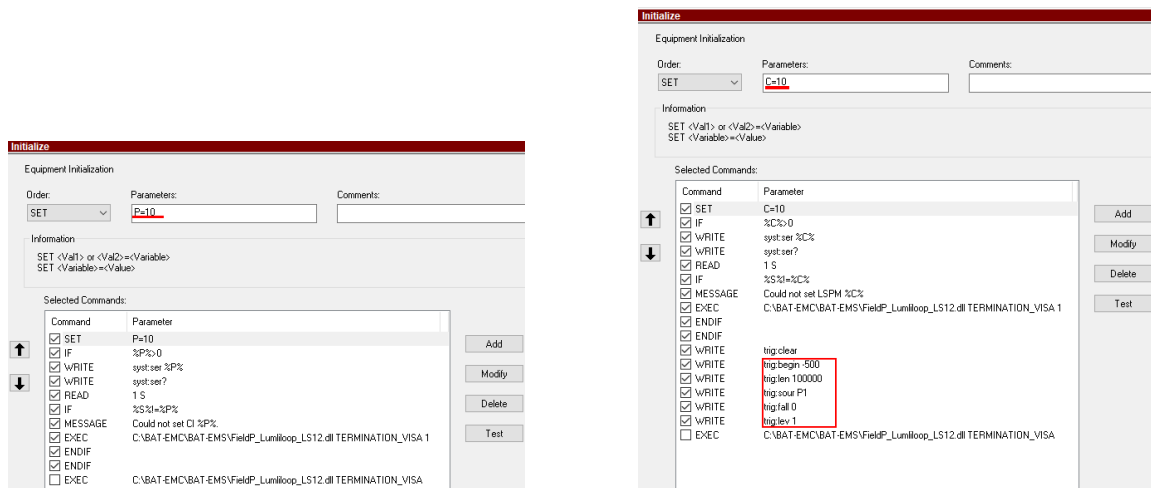 Initialize
Equipment Initialization
Order: Parameters: Comments:
SET P=10
Information
SET <Val1> or <Val2>=<Variable>
SET <Variable>=<Value>
Selected Commands:
Command Parameter
SET P=10
IF %P%>0
WRITE syst:ser %P%
WRITE syst:ser?
READ 1 S
IF %S%!=%P%
MESSAGE Could not set CI %P%.
EXEC C:\BAT-EMC\BAT-EMS\FieldP_Lumiloop_LS12.dll TERMINATION_VISA 1
ENDIF
ENDIF
EXEC C:\BAT-EMC\BAT-EMS\FieldP_Lumiloop_LS12.dll TERMINATION_VISA
Add
Modify
Delete
Test
Initialize
Equipment Initialization
Order: Parameters: Comments:
SET C=10
Information
SET <Val1> or <Val2>=<Variable>
SET <Variable>=<Value>
Selected Commands:
Command Parameter
SET C=10
IF %C%>0
WRITE syst:ser %C%
WRITE syst:ser?
READ 1 S
IF %S%!=%C%
MESSAGE Could not set LSPM %C%
EXEC C:\BAT-EMC\BAT-EMS\FieldP_Lumiloop_LS12.dll TERMINATION_VISA 1
ENDIF
ENDIF
WRITE trig:clear
WRITE trig:begin -500
WRITE trig:len 100000
WRITE trig:sour P1
WRITE trig:fall 0
WRITE trig:lev 1
EXEC C:\BAT-EMC\BAT-EMS\FieldP_Lumiloop_LS12.dll TERMINATION_VISA
Add
Modify
Delete
Test